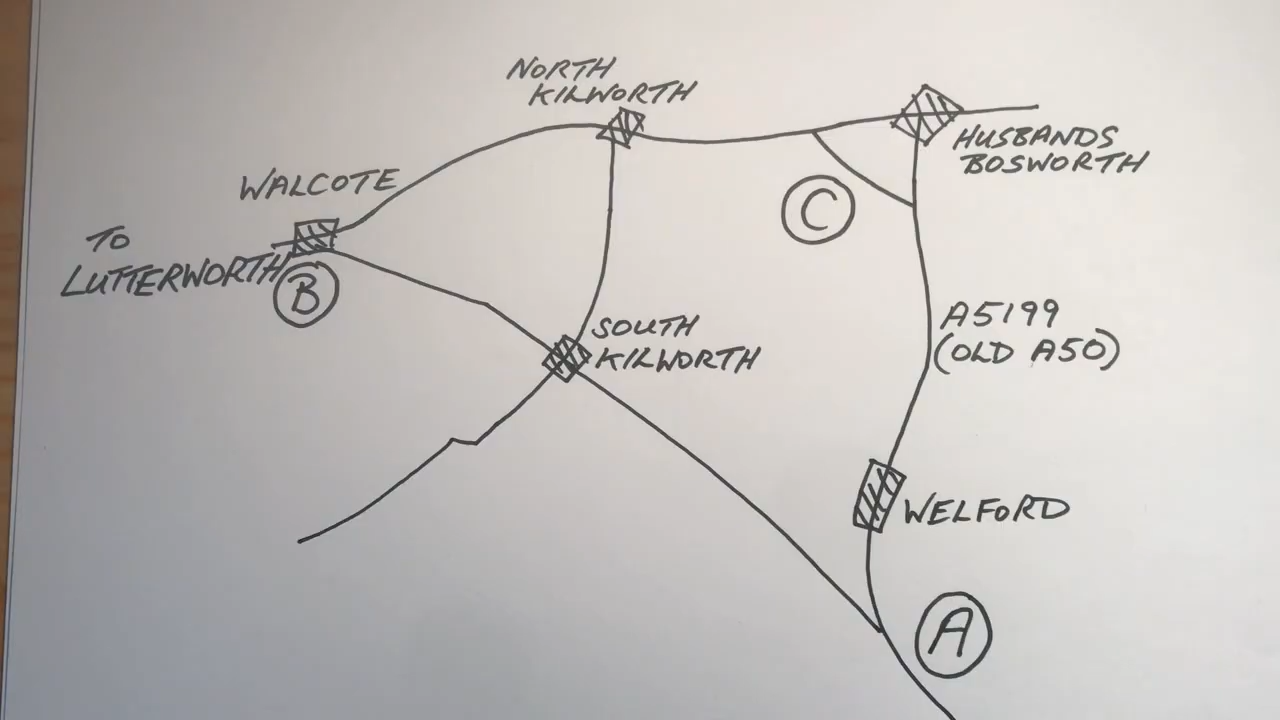 NORTH
KILWORTH
HUSBANDS
BOSWORTH
WALCOTE
C
TO
LUTTERWORTH
B
SOUTH
KILWORTH
A5199
(OLD A50)
WELFORD
A